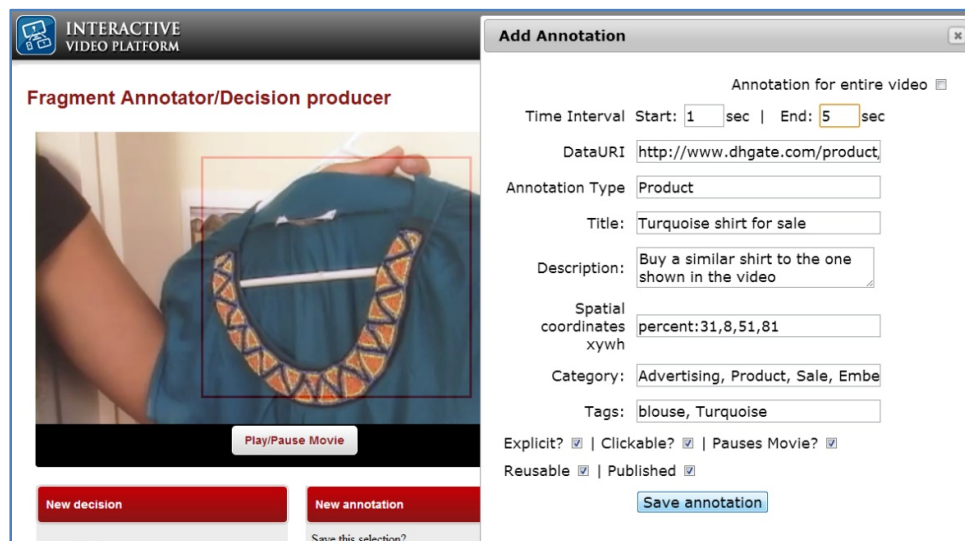 INTERACTIVE
VIDEO PLATFORM
Fragment Annotator/Decision producer
Play/Pause Movie
New decision
New annotation
Save this selection?
Add Annotation
Annotation for entire video
Time Interval Start: 1 sec | End: 5 sec
DataURI http://www.dhgate.com/product,
Annotation Type Product
Title: Turquoise shirt for sale
Description: Buy a similar shirt to the one
shown in the video
Spatial
coordinates
xywh percent:31,8,51,81
Category: Advertising, Product, Sale, Embe
Tags: blouse, Turquoise
Explicit? | Clickable? | Pauses Movie?
Reusable | Published
Save annotation